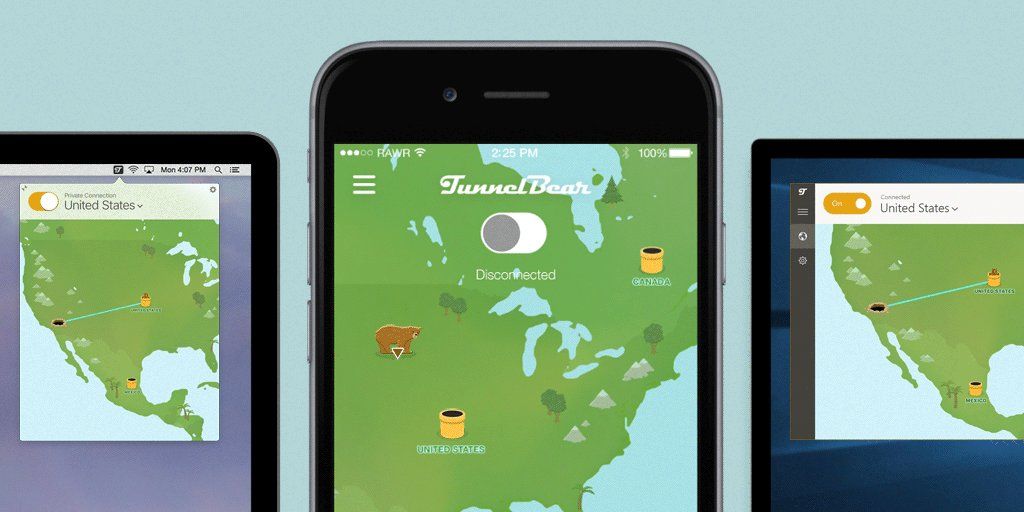 Mon 4:07 PM
Private Connection
United States
UNITED STATES
MEXICO
RAWR
2:25 PM
100%
TunnelBear
Disconnected
CANADA
UNITED STATES
On
Connected
United States
UNITED STATES
MEXICO